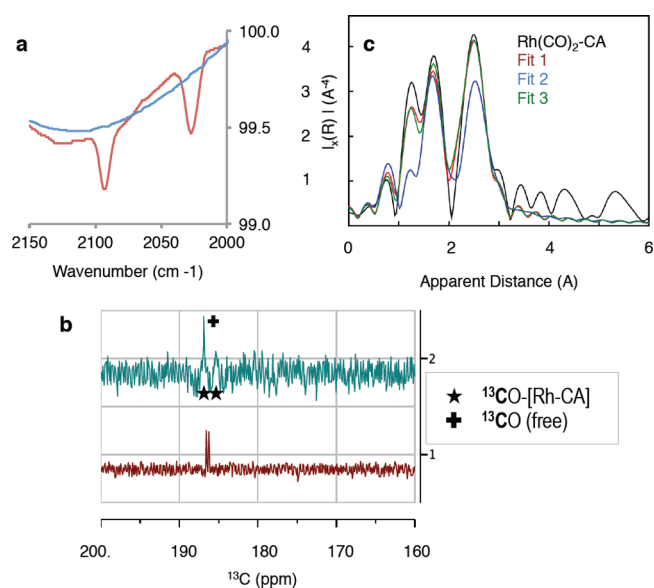 a
100.0
99.5
99.0
2150
2100
2050
2000
Wavenumber (cm -1)
c
Rh(CO)₂-CA
Fit 1
Fit 2
Fit 3
4
3
2
1
Iₓ(R) I (A⁻⁴)
0
2
4
6
Apparent Distance (A)
b
2
1
200.
190
180
170
160
¹³C (ppm)
★ ¹³CO-[Rh-CA]
✚ ¹³CO (free)